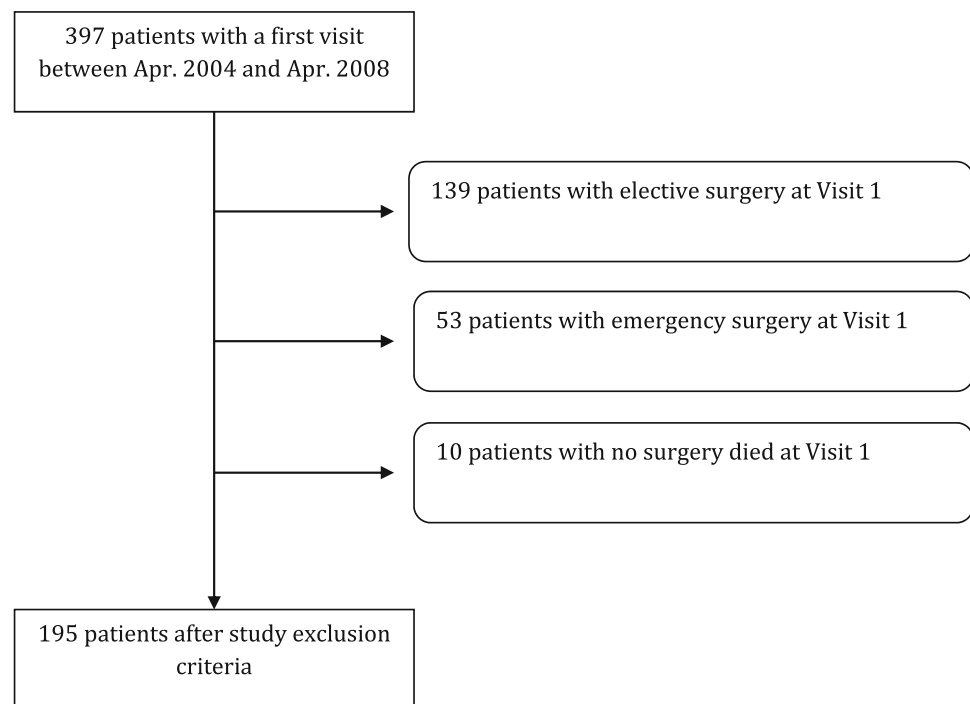 397 patients with a first visit
between Apr. 2004 and Apr. 2008
139 patients with elective surgery at Visit 1
53 patients with emergency surgery at Visit 1
10 patients with no surgery died at Visit 1
195 patients after study exclusion
criteria